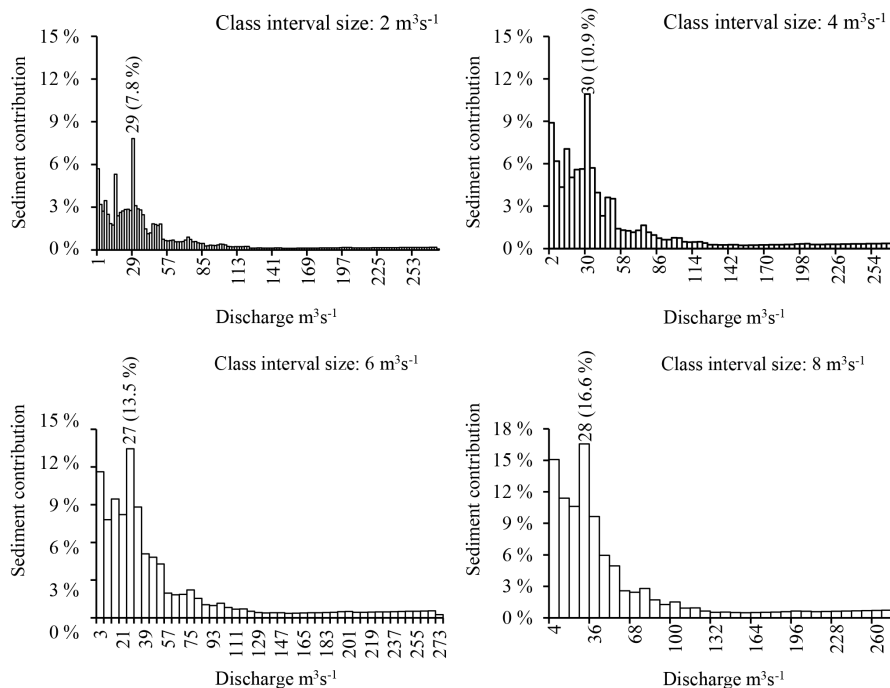 Class interval size: 2 m³s⁻¹
15 %
12 %
9 %
6 %
3 %
0 %
Sediment contribution
29 (7.8 %)
1 29 57 85 113 141 169 197 225 253
Discharge m³s⁻¹
Class interval size: 4 m³s⁻¹
15 %
12 %
9 %
6 %
3 %
0 %
Sediment contribution
30 (10.9 %)
2 30 58 86 114 142 170 198 226 254
Discharge m³s⁻¹
Class interval size: 6 m³s⁻¹
15 %
12 %
9 %
6 %
3 %
0 %
Sediment contribution
27 (13.5 %)
3 21 39 57 75 93 111 129 147 165 183 201 219 237 255 273
Discharge m³s⁻¹
Class interval size: 8 m³s⁻¹
18 %
15 %
12 %
9 %
6 %
3 %
0 %
Sediment contribution
28 (16.6 %)
4 36 68 100 132 164 196 228 260
Discharge m³s⁻¹